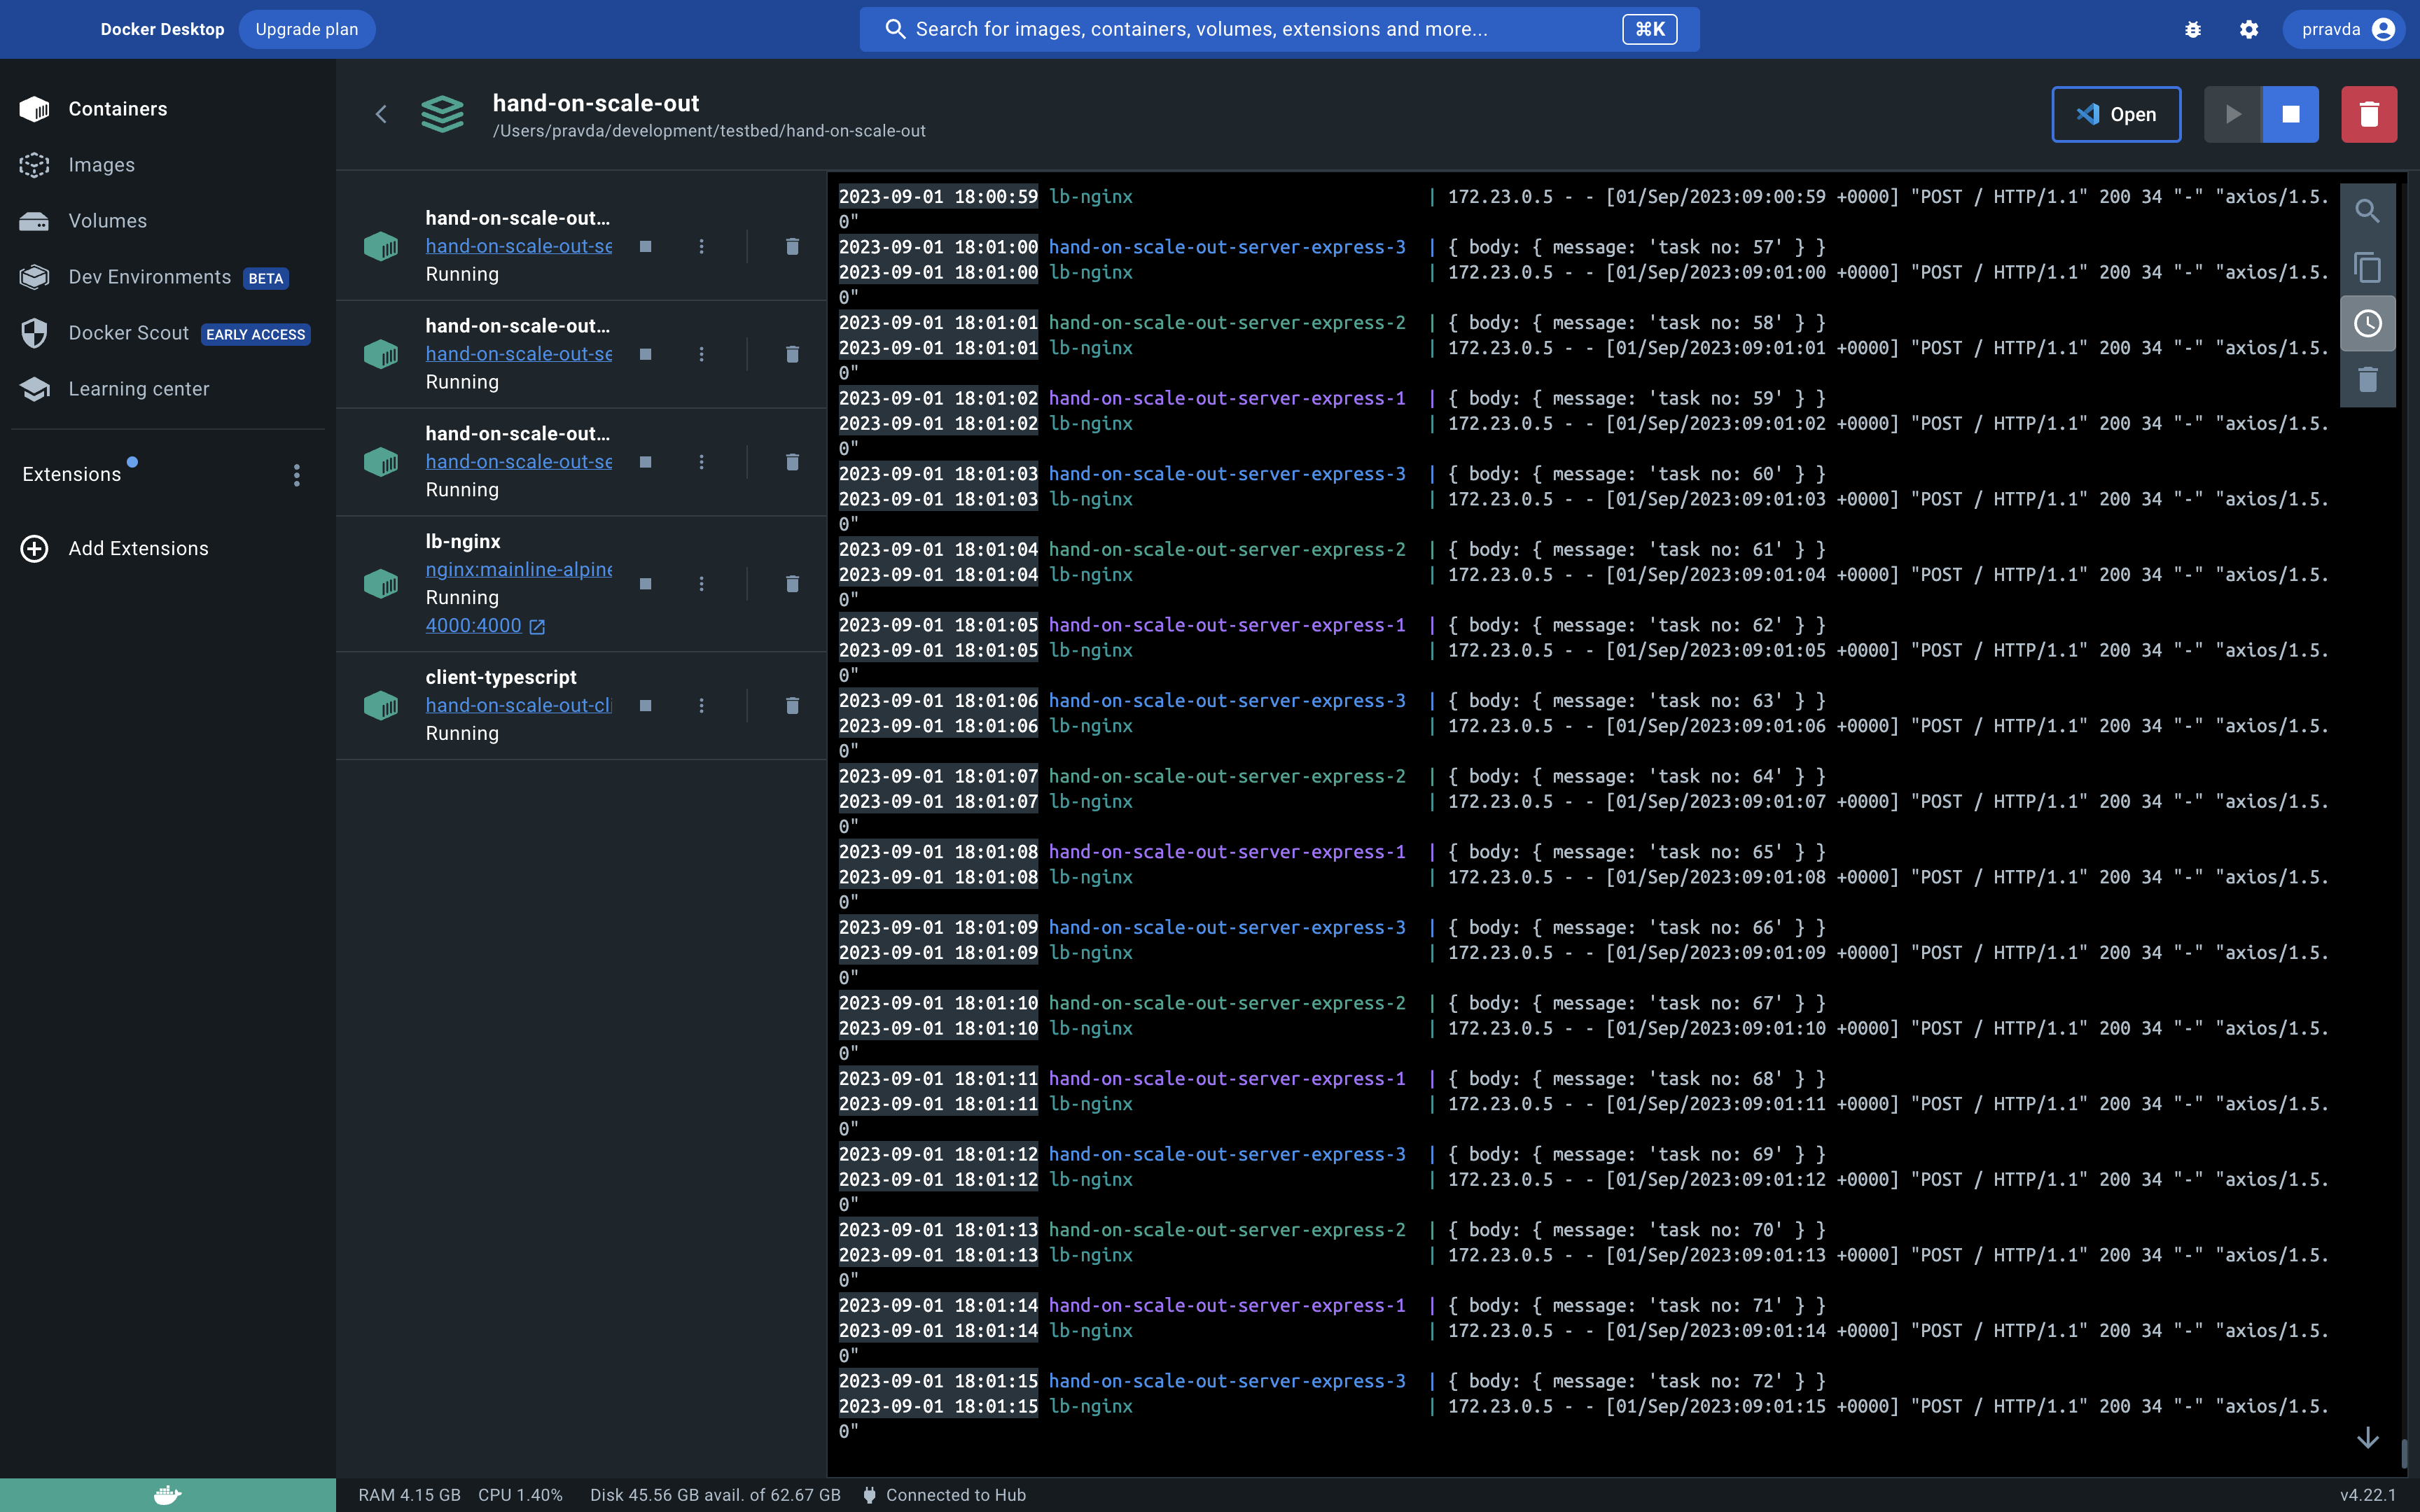 Docker Desktop Upgrade plan
Search for images, containers, volumes, extensions and more... ⌘K
prravda
Containers
Images
Volumes
Dev Environments BETA
Docker Scout EARLY ACCESS
Learning center
Extensions
Add Extensions
hand-on-scale-out
/Users/pravda/development/testbed/hand-on-scale-out
Open
hand-on-scale-out...
hand-on-scale-out-se
Running
hand-on-scale-out...
hand-on-scale-out-se
Running
hand-on-scale-out...
hand-on-scale-out-se
Running
lb-nginx
nginx:mainline-alpine
Running
4000:4000
client-typescript
hand-on-scale-out-cli
Running
2023-09-01 18:00:59 lb-nginx | 172.23.0.5 - - [01/Sep/2023:09:00:59 +0000] "POST / HTTP/1.1" 200 34 "-" "axios/1.5.
0"
2023-09-01 18:01:00 hand-on-scale-out-server-express-3 | { body: { message: 'task no: 57' } }
2023-09-01 18:01:00 lb-nginx | 172.23.0.5 - - [01/Sep/2023:09:01:00 +0000] "POST / HTTP/1.1" 200 34 "-" "axios/1.5.
0"
2023-09-01 18:01:01 hand-on-scale-out-server-express-2 | { body: { message: 'task no: 58' } }
2023-09-01 18:01:01 lb-nginx | 172.23.0.5 - - [01/Sep/2023:09:01:01 +0000] "POST / HTTP/1.1" 200 34 "-" "axios/1.5.
0"
2023-09-01 18:01:02 hand-on-scale-out-server-express-1 | { body: { message: 'task no: 59' } }
2023-09-01 18:01:02 lb-nginx | 172.23.0.5 - - [01/Sep/2023:09:01:02 +0000] "POST / HTTP/1.1" 200 34 "-" "axios/1.5.
0"
2023-09-01 18:01:03 hand-on-scale-out-server-express-3 | { body: { message: 'task no: 60' } }
2023-09-01 18:01:03 lb-nginx | 172.23.0.5 - - [01/Sep/2023:09:01:03 +0000] "POST / HTTP/1.1" 200 34 "-" "axios/1.5.
0"
2023-09-01 18:01:04 hand-on-scale-out-server-express-2 | { body: { message: 'task no: 61' } }
2023-09-01 18:01:04 lb-nginx | 172.23.0.5 - - [01/Sep/2023:09:01:04 +0000] "POST / HTTP/1.1" 200 34 "-" "axios/1.5.
0"
2023-09-01 18:01:05 hand-on-scale-out-server-express-1 | { body: { message: 'task no: 62' } }
2023-09-01 18:01:05 lb-nginx | 172.23.0.5 - - [01/Sep/2023:09:01:05 +0000] "POST / HTTP/1.1" 200 34 "-" "axios/1.5.
0"
2023-09-01 18:01:06 hand-on-scale-out-server-express-3 | { body: { message: 'task no: 63' } }
2023-09-01 18:01:06 lb-nginx | 172.23.0.5 - - [01/Sep/2023:09:01:06 +0000] "POST / HTTP/1.1" 200 34 "-" "axios/1.5.
0"
2023-09-01 18:01:07 hand-on-scale-out-server-express-2 | { body: { message: 'task no: 64' } }
2023-09-01 18:01:07 lb-nginx | 172.23.0.5 - - [01/Sep/2023:09:01:07 +0000] "POST / HTTP/1.1" 200 34 "-" "axios/1.5.
0"
2023-09-01 18:01:08 hand-on-scale-out-server-express-1 | { body: { message: 'task no: 65' } }
2023-09-01 18:01:08 lb-nginx | 172.23.0.5 - - [01/Sep/2023:09:01:08 +0000] "POST / HTTP/1.1" 200 34 "-" "axios/1.5.
0"
2023-09-01 18:01:09 hand-on-scale-out-server-express-3 | { body: { message: 'task no: 66' } }
2023-09-01 18:01:09 lb-nginx | 172.23.0.5 - - [01/Sep/2023:09:01:09 +0000] "POST / HTTP/1.1" 200 34 "-" "axios/1.5.
0"
2023-09-01 18:01:10 hand-on-scale-out-server-express-2 | { body: { message: 'task no: 67' } }
2023-09-01 18:01:10 lb-nginx | 172.23.0.5 - - [01/Sep/2023:09:01:10 +0000] "POST / HTTP/1.1" 200 34 "-" "axios/1.5.
0"
2023-09-01 18:01:11 hand-on-scale-out-server-express-1 | { body: { message: 'task no: 68' } }
2023-09-01 18:01:11 lb-nginx | 172.23.0.5 - - [01/Sep/2023:09:01:11 +0000] "POST / HTTP/1.1" 200 34 "-" "axios/1.5.
0"
2023-09-01 18:01:12 hand-on-scale-out-server-express-3 | { body: { message: 'task no: 69' } }
2023-09-01 18:01:12 lb-nginx | 172.23.0.5 - - [01/Sep/2023:09:01:12 +0000] "POST / HTTP/1.1" 200 34 "-" "axios/1.5.
0"
2023-09-01 18:01:13 hand-on-scale-out-server-express-2 | { body: { message: 'task no: 70' } }
2023-09-01 18:01:13 lb-nginx | 172.23.0.5 - - [01/Sep/2023:09:01:13 +0000] "POST / HTTP/1.1" 200 34 "-" "axios/1.5.
0"
2023-09-01 18:01:14 hand-on-scale-out-server-express-1 | { body: { message: 'task no: 71' } }
2023-09-01 18:01:14 lb-nginx | 172.23.0.5 - - [01/Sep/2023:09:01:14 +0000] "POST / HTTP/1.1" 200 34 "-" "axios/1.5.
0"
2023-09-01 18:01:15 hand-on-scale-out-server-express-3 | { body: { message: 'task no: 72' } }
2023-09-01 18:01:15 lb-nginx | 172.23.0.5 - - [01/Sep/2023:09:01:15 +0000] "POST / HTTP/1.1" 200 34 "-" "axios/1.5.
0"
RAM 4.15 GB CPU 1.40% Disk 45.56 GB avail. of 62.67 GB Connected to Hub v4.22.1